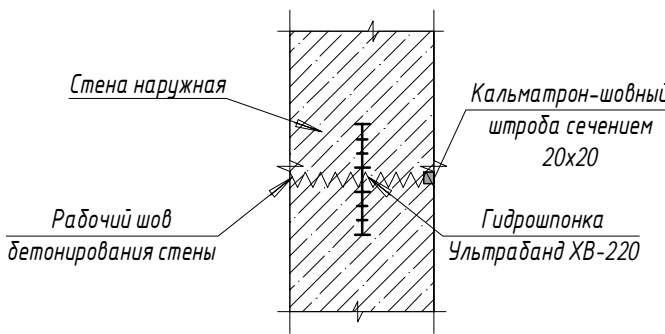 Стена наружная
Кальматрон-шовный
штроба сечением
20х20
Рабочий шов
бетонирования стены
Гидрошпонка
Ультрабанд ХВ-220